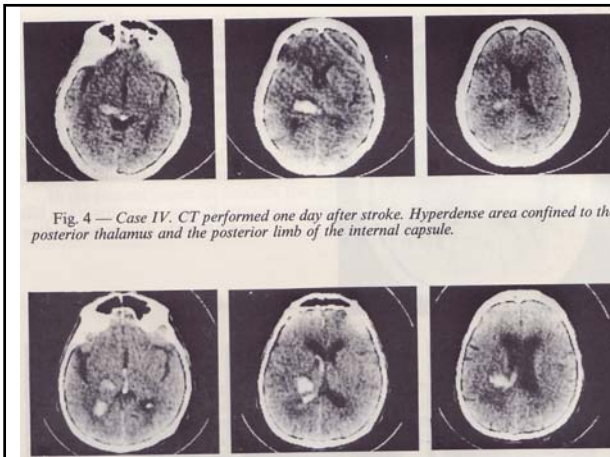 Fig. 4 — Case IV. CT performed one day after stroke. Hyperdense area confined to the
posterior thalamus and the posterior limb of the internal capsule.